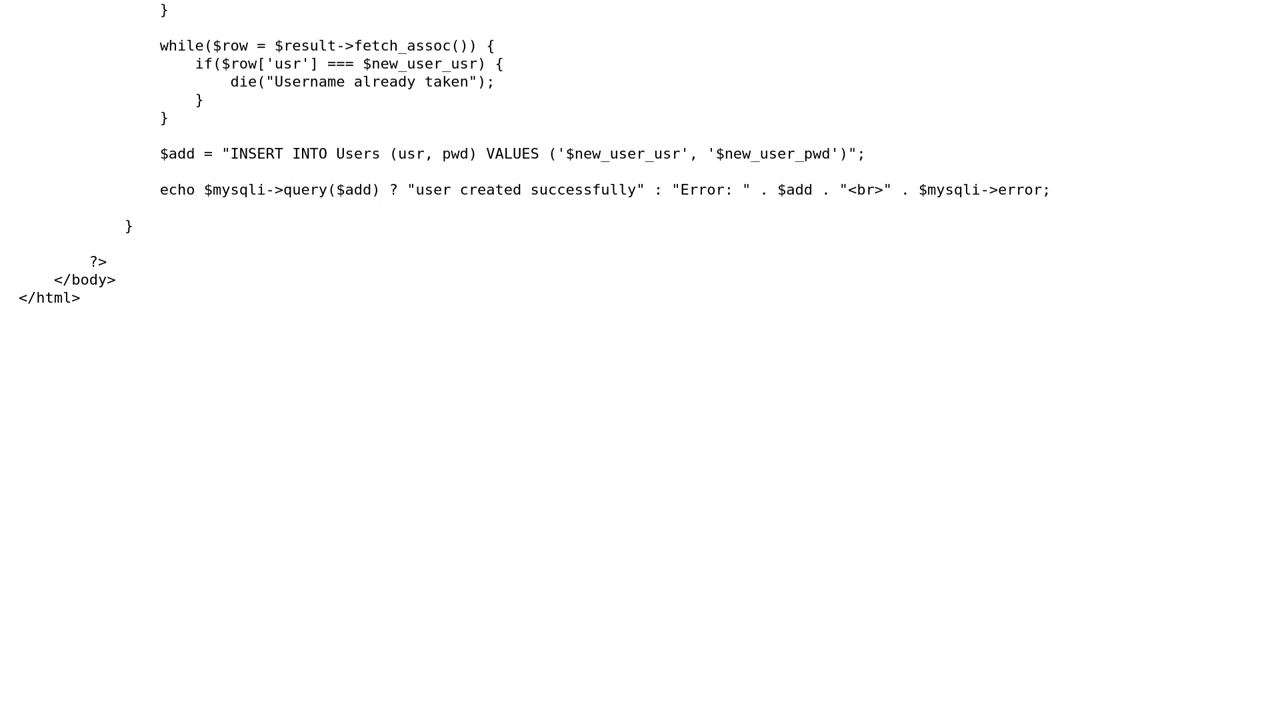 }
while($row = $result->fetch_assoc()) {
if($row['usr'] === $new_user_usr) {
die("Username already taken");
}
}
$add = "INSERT INTO Users (usr, pwd) VALUES ('$new_user_usr', '$new_user_pwd')";
echo $mysqli->query($add) ? "user created successfully" : "Error: " . $add . "<br>" . $mysqli->error;
}
?>
</body>
</html>